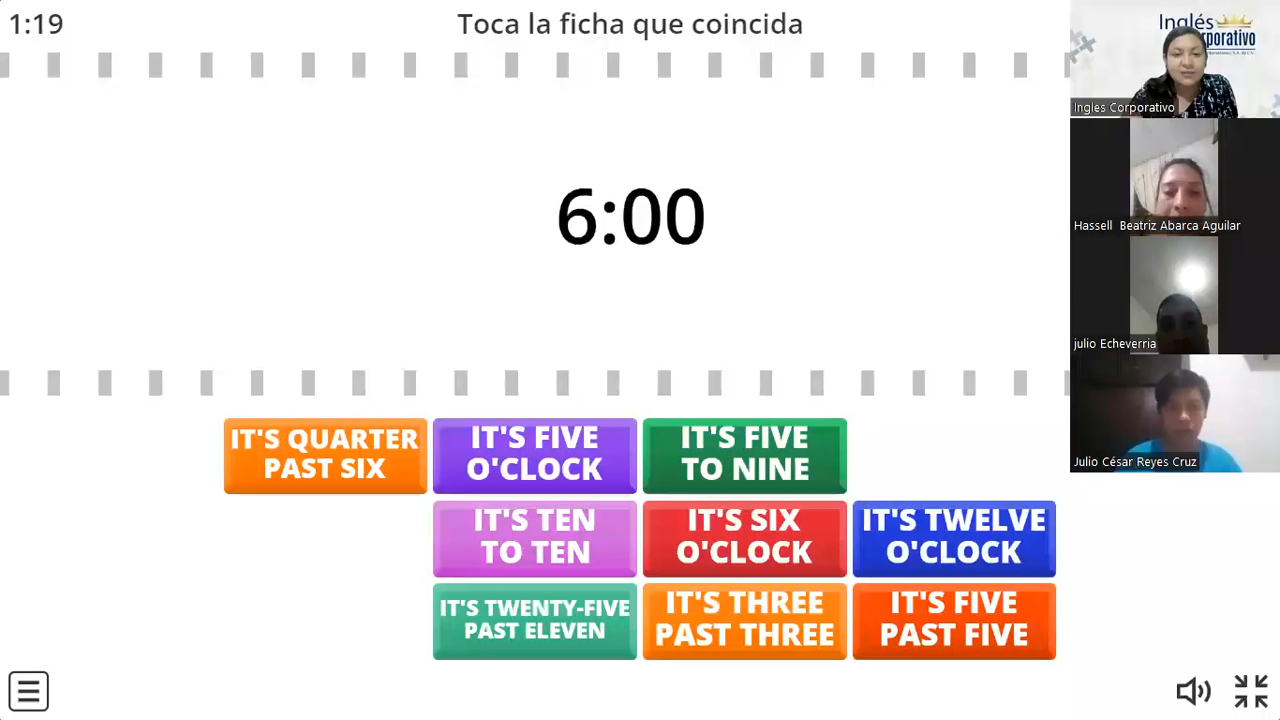 1:19
Toca la ficha que coincida
6:00
IT'S QUARTER
PAST SIX
IT'S FIVE
O'CLOCK
IT'S FIVE
TO NINE
IT'S TEN
TO TEN
IT'S SIX
O'CLOCK
IT'S TWELVE
O'CLOCK
IT'S TWENTY-FIVE
PAST ELEVEN
IT'S THREE
PAST THREE
IT'S FIVE
PAST FIVE
Inglés
Ingles Corporativo
Hassell Beatriz Abarca Aguilar
julio Echeverria
Julio César Reyes Cruz